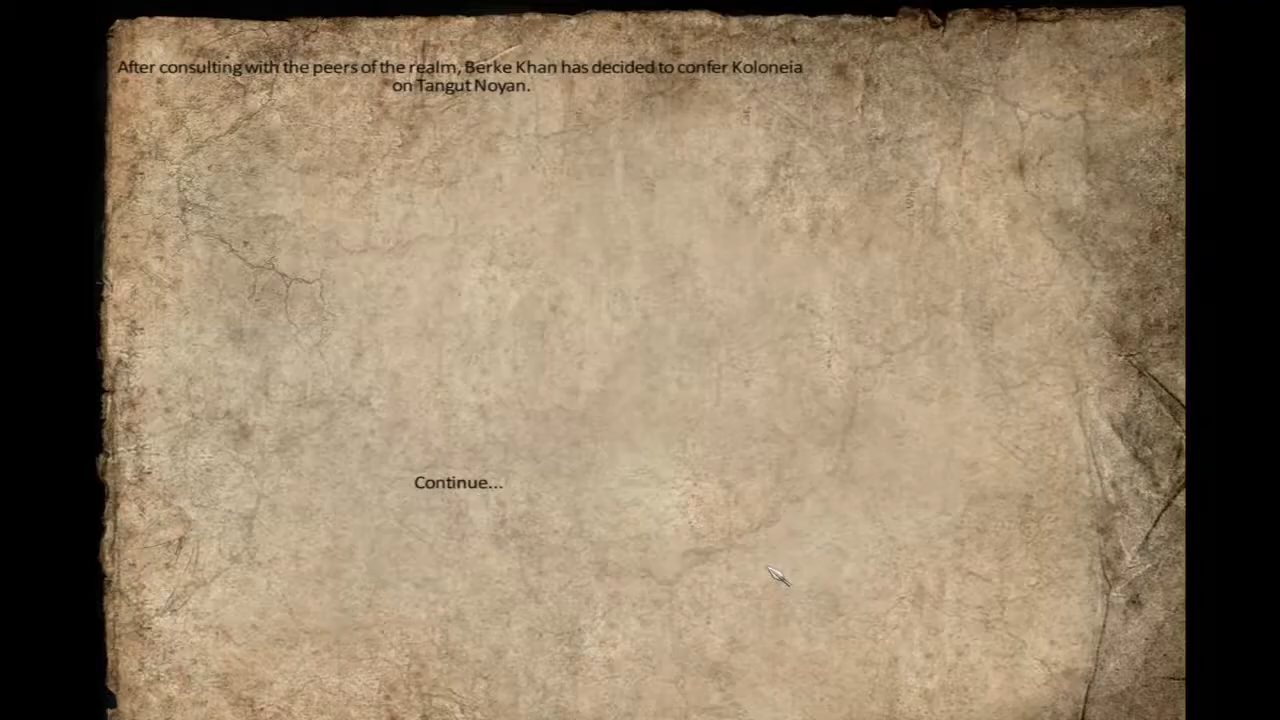 After consulting with the peers of the realm, Berke Khan has decided to confer Koloneia
on Tangut Noyan.
Continue...